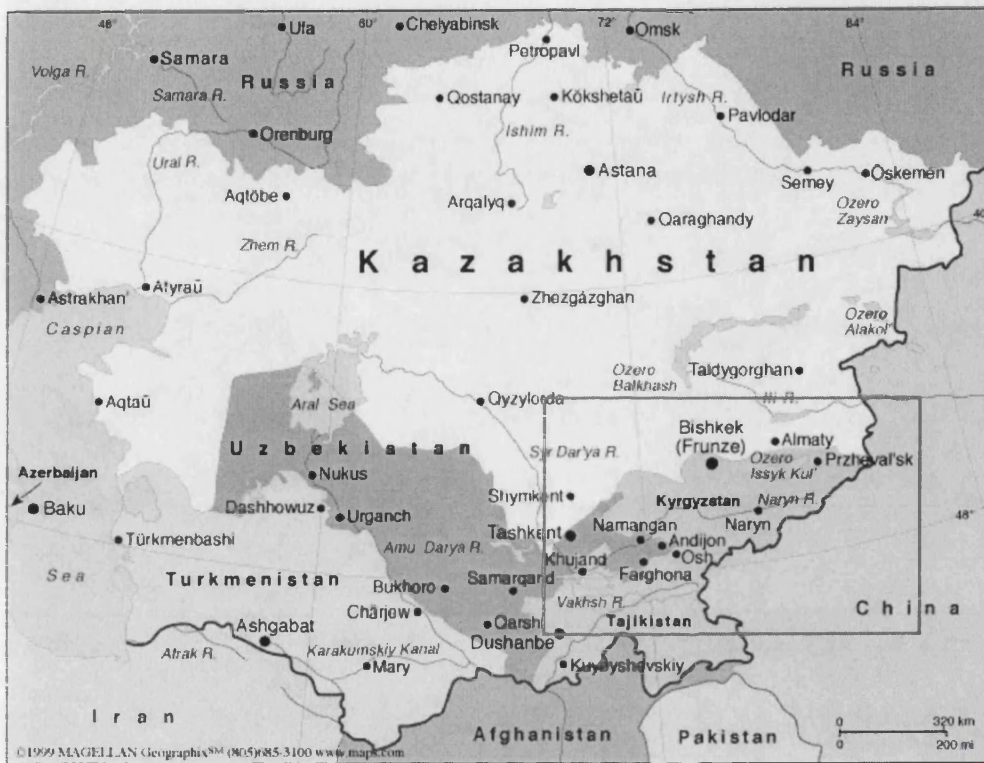 48°
Ufa
60°
Chelyabinsk
72°
Omsk
84°
Petropavl
Samara
Volga R.
Russia
Russia
Samara R.
Qostanay
Kökshetaū
Irtysh R.
Pavlodar
Ishim R.
Orenburg
Ural R.
Astana
Semey
Öskemen
Aqtöbe
Arqalyq
Ozero
Zaysan
Qaraghandy
40
Zhem R.
Kazakhstan
Atyraū
Astrakhan'
Zhezgázghan
Caspian
Ozero
Alakol'
Ozero
Balkhash
Taldygorghan
Ili R.
Aqtaū
Aral Sea
Qyzylorda
Bishkek
(Frunze)
Almaty
Uzbekistan
Syr Dar'ya R.
Ozero
Issyk Kul'
Przheval'sk
Azerbaijan
Nukus
Shymkent
Kyrgyzstan
Naryn R.
Baku
Dashhowuz
Urganch
Namangan
Naryn
48°
Tashkent
Andijon
Türkmenbashi
Amu Darya R.
Khujand
Osh
Farghona
Sea
Turkmenistan
Bukhoro
Samarqand
Vakhsh R.
China
Chärjew
Qarshi
Tajikistan
Ashgabat
Dushanbe
Atrak R.
Karakumskiy Kanal
Mary
Kuybyshevskiy
Iran
Afghanistan
Pakistan
0 320 km
0 200 mi
©1999 MAGELLAN Geographix℠ (805)685-3100 www.maps.com